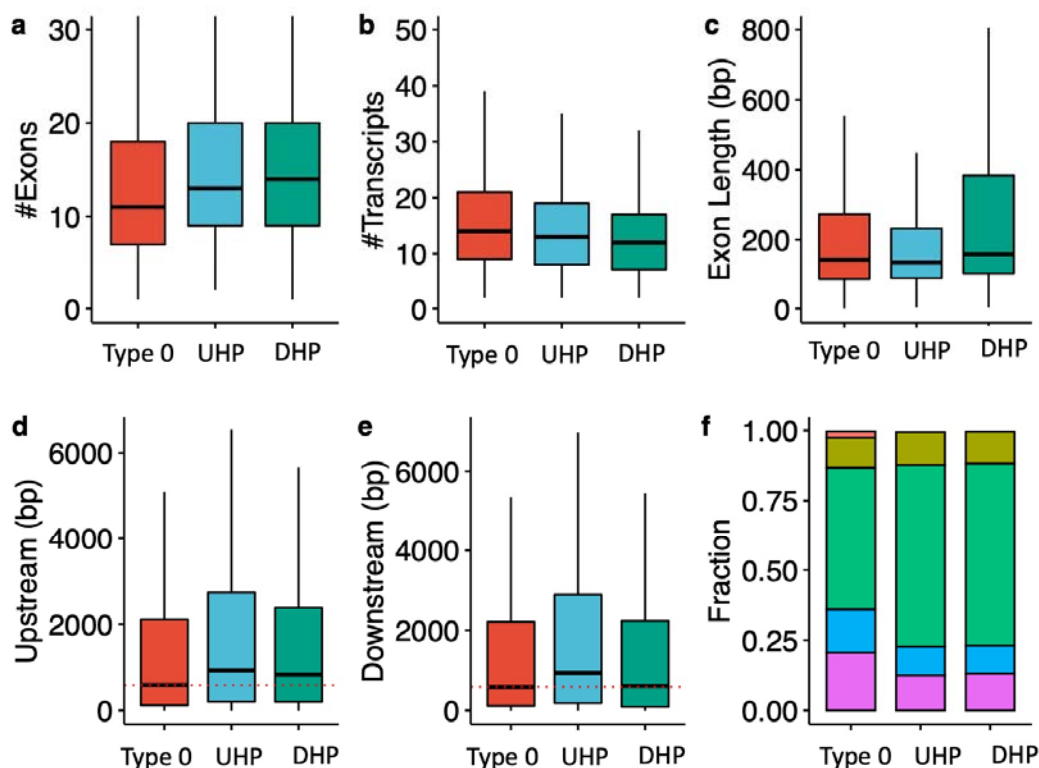 a
#Exons
30
20
10
0
Type 0 UHP DHP
b
#Transcripts
50
40
30
20
10
0
Type 0 UHP DHP
c
Exon Length (bp)
800
600
400
200
0
Type 0 UHP DHP
d
Upstream (bp)
6000
4000
2000
0
Type 0 UHP DHP
e
Downstream (bp)
6000
4000
2000
0
Type 0 UHP DHP
f
Fraction
1.00
0.75
0.50
0.25
0.00
Type 0 UHP DHP